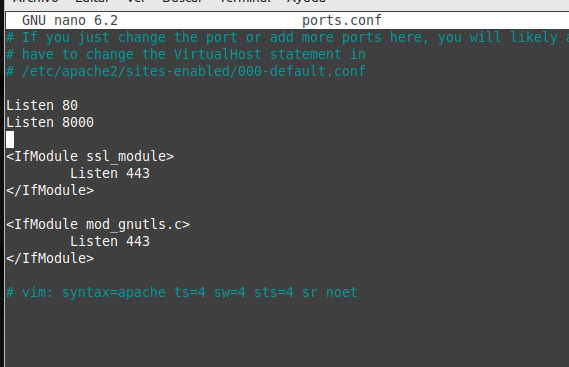 Archivo Editar Ver Buscar Terminal Ayuda
GNU nano 6.2 ports.conf
# If you just change the port or add more ports here, you will likely a
# have to change the VirtualHost statement in
# /etc/apache2/sites-enabled/000-default.conf
Listen 80
Listen 8000
<IfModule ssl_module>
Listen 443
</IfModule>
<IfModule mod_gnutls.c>
Listen 443
</IfModule>
# vim: syntax=apache ts=4 sw=4 sts=4 sr noet